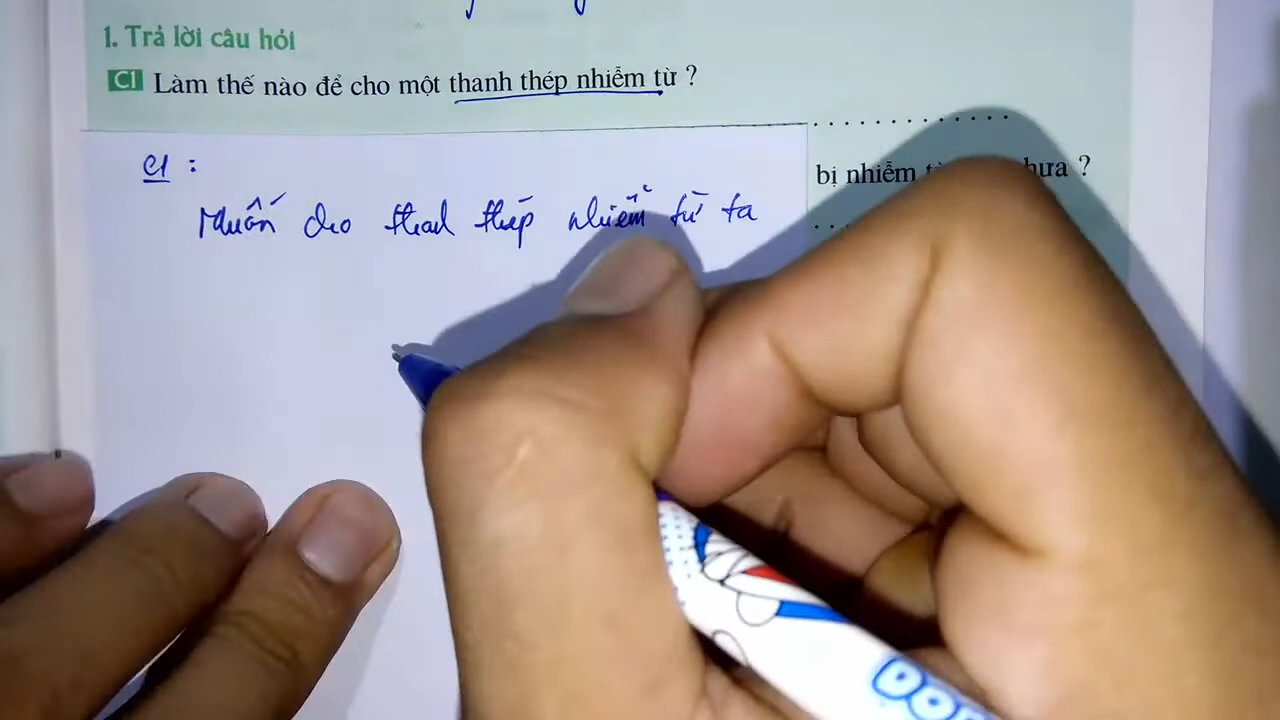 1. Trả lời câu hỏi
C1 Làm thế nào để cho một thanh thép nhiễm từ ?
C1 :
Muốn cho thanh thép nhiễm từ ta
bị nhiễm hưa ?
DOR